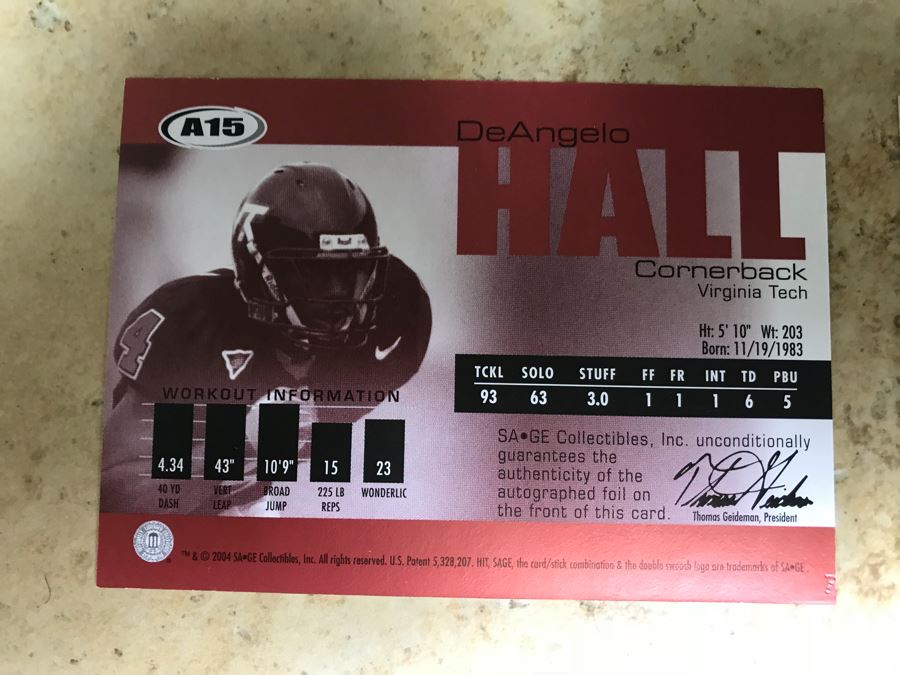 A15
DeAngelo
HALL
Cornerback
Virginia Tech
Ht: 5' 10" Wt: 203
Born: 11/19/1983
4
WORKOUT INFORMATION
4.34 43" 10'9" 15 23
40 YD DASH
VERT LEAP
BROAD JUMP
225 LB REPS
WONDERLIC
TCKL SOLO STUFF FF FR INT TD PBU
93 63 3.0 1 1 1 6 5
SA•GE Collectibles, Inc. unconditionally
guarantees the
authenticity of the
autographed foil on
the front of this card.
Thomas Geideman, President
™ & © 2004 SA•GE Collectibles, Inc. All rights reserved. U.S. Patent 5,328,207. HIT, SAGE, the card/stick combination & the double swoosh logo are trademarks of SA•GE.